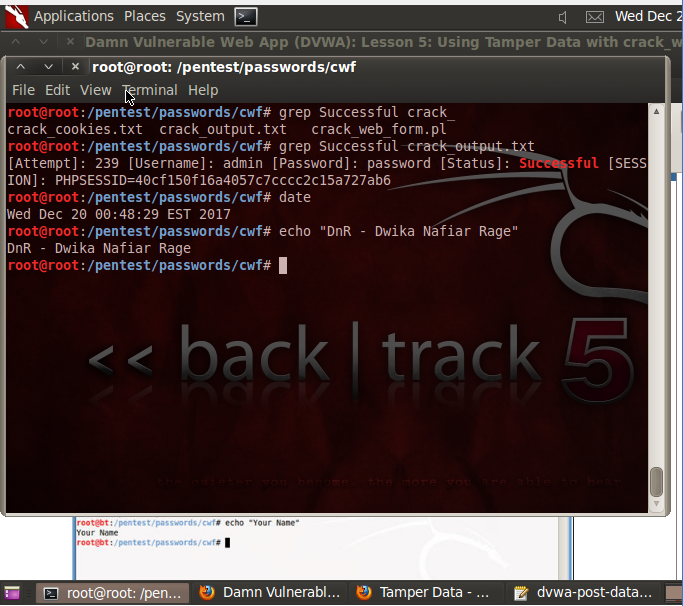 Applications Places System Wed Dec 2
Damn Vulnerable Web App (DVWA): Lesson 5: Using Tamper Data with crack_w
root@root: /pentest/passwords/cwf
File Edit View Terminal Help
root@root:/pentest/passwords/cwf# grep Successful crack_
crack_cookies.txt crack_output.txt crack_web_form.pl
root@root:/pentest/passwords/cwf# grep Successful crack_output.txt
[Attempt]: 239 [Username]: admin [Password]: password [Status]: Successful [SESS
ION]: PHPSESSID=40cf150f16a4057c7cccc2c15a727ab6
root@root:/pentest/passwords/cwf# date
Wed Dec 20 00:48:29 EST 2017
root@root:/pentest/passwords/cwf# echo "DnR - Dwika Nafiar Rage"
DnR - Dwika Nafiar Rage
root@root:/pentest/passwords/cwf#
<< back | track 5
the quieter you become, the more you are able to hear
root@bt:/pentest/passwords/cwf# echo "Your Name"
Your Name
root@bt:/pentest/passwords/cwf#
root@root: /pen... Damn Vulnerabl... Tamper Data - ... dvwa-post-data...